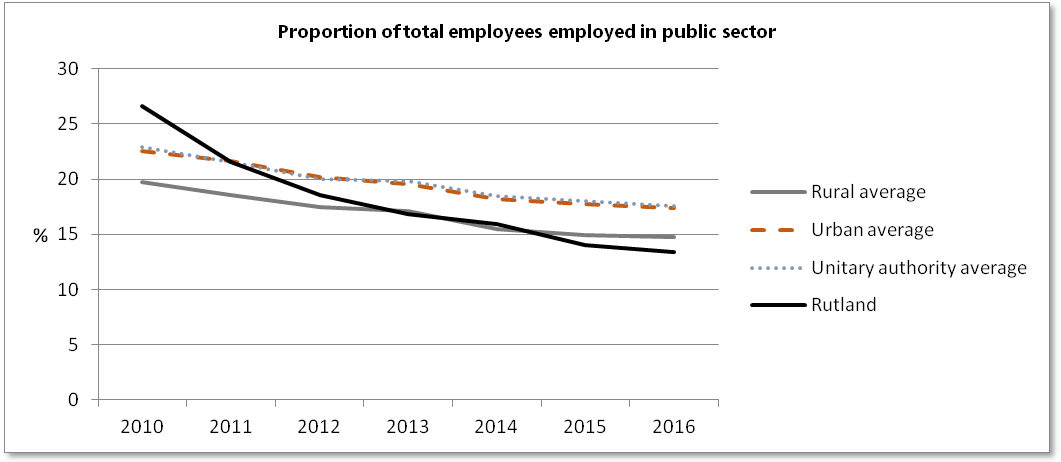 Proportion of total employees employed in public sector
30
25
20
15
10
5
0
%
2010 2011 2012 2013 2014 2015 2016
Rural average
Urban average
Unitary authority average
Rutland